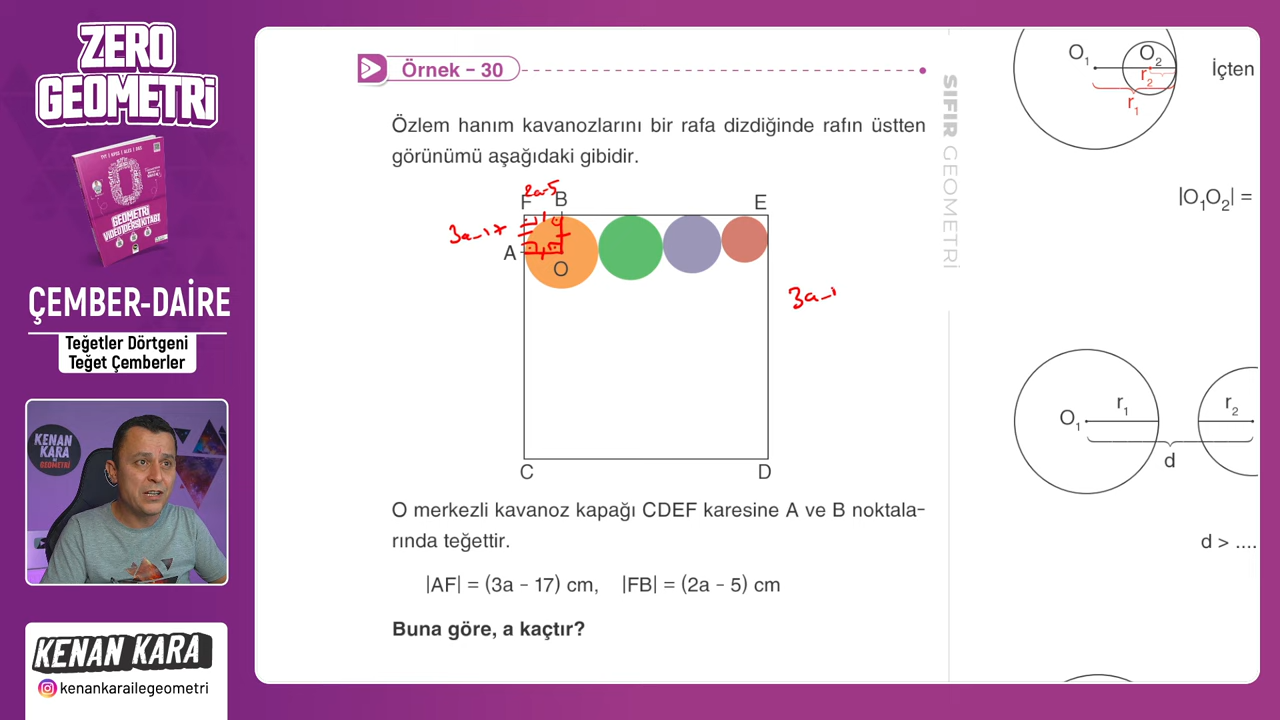 ZERO
GEOMETRİ
GEOMETRİ
VİDEO DERS KİTABI
ÇEMBER-DAİRE
Teğetler Dörtgeni
Teğet Çemberler
KENAN
KARA
GEOMETRİ
KENAN KARA
kenankarailegeometri
Örnek - 30
Özlem hanım kavanozlarını bir rafa dizdiğinde rafın üstten
görünümü aşağıdaki gibidir.
2a-5
F B E
3a-17
A
O
3a-1
C D
O merkezli kavanoz kapağı CDEF karesine A ve B noktala-
rında teğettir.
|AF| = (3a - 17) cm, |FB| = (2a - 5) cm
Buna göre, a kaçtır?
SIFIR GEOMETRİ
O1 O2
r2
r1
İçten
|O1O2| =
O1 r1 r2
d
d > ....